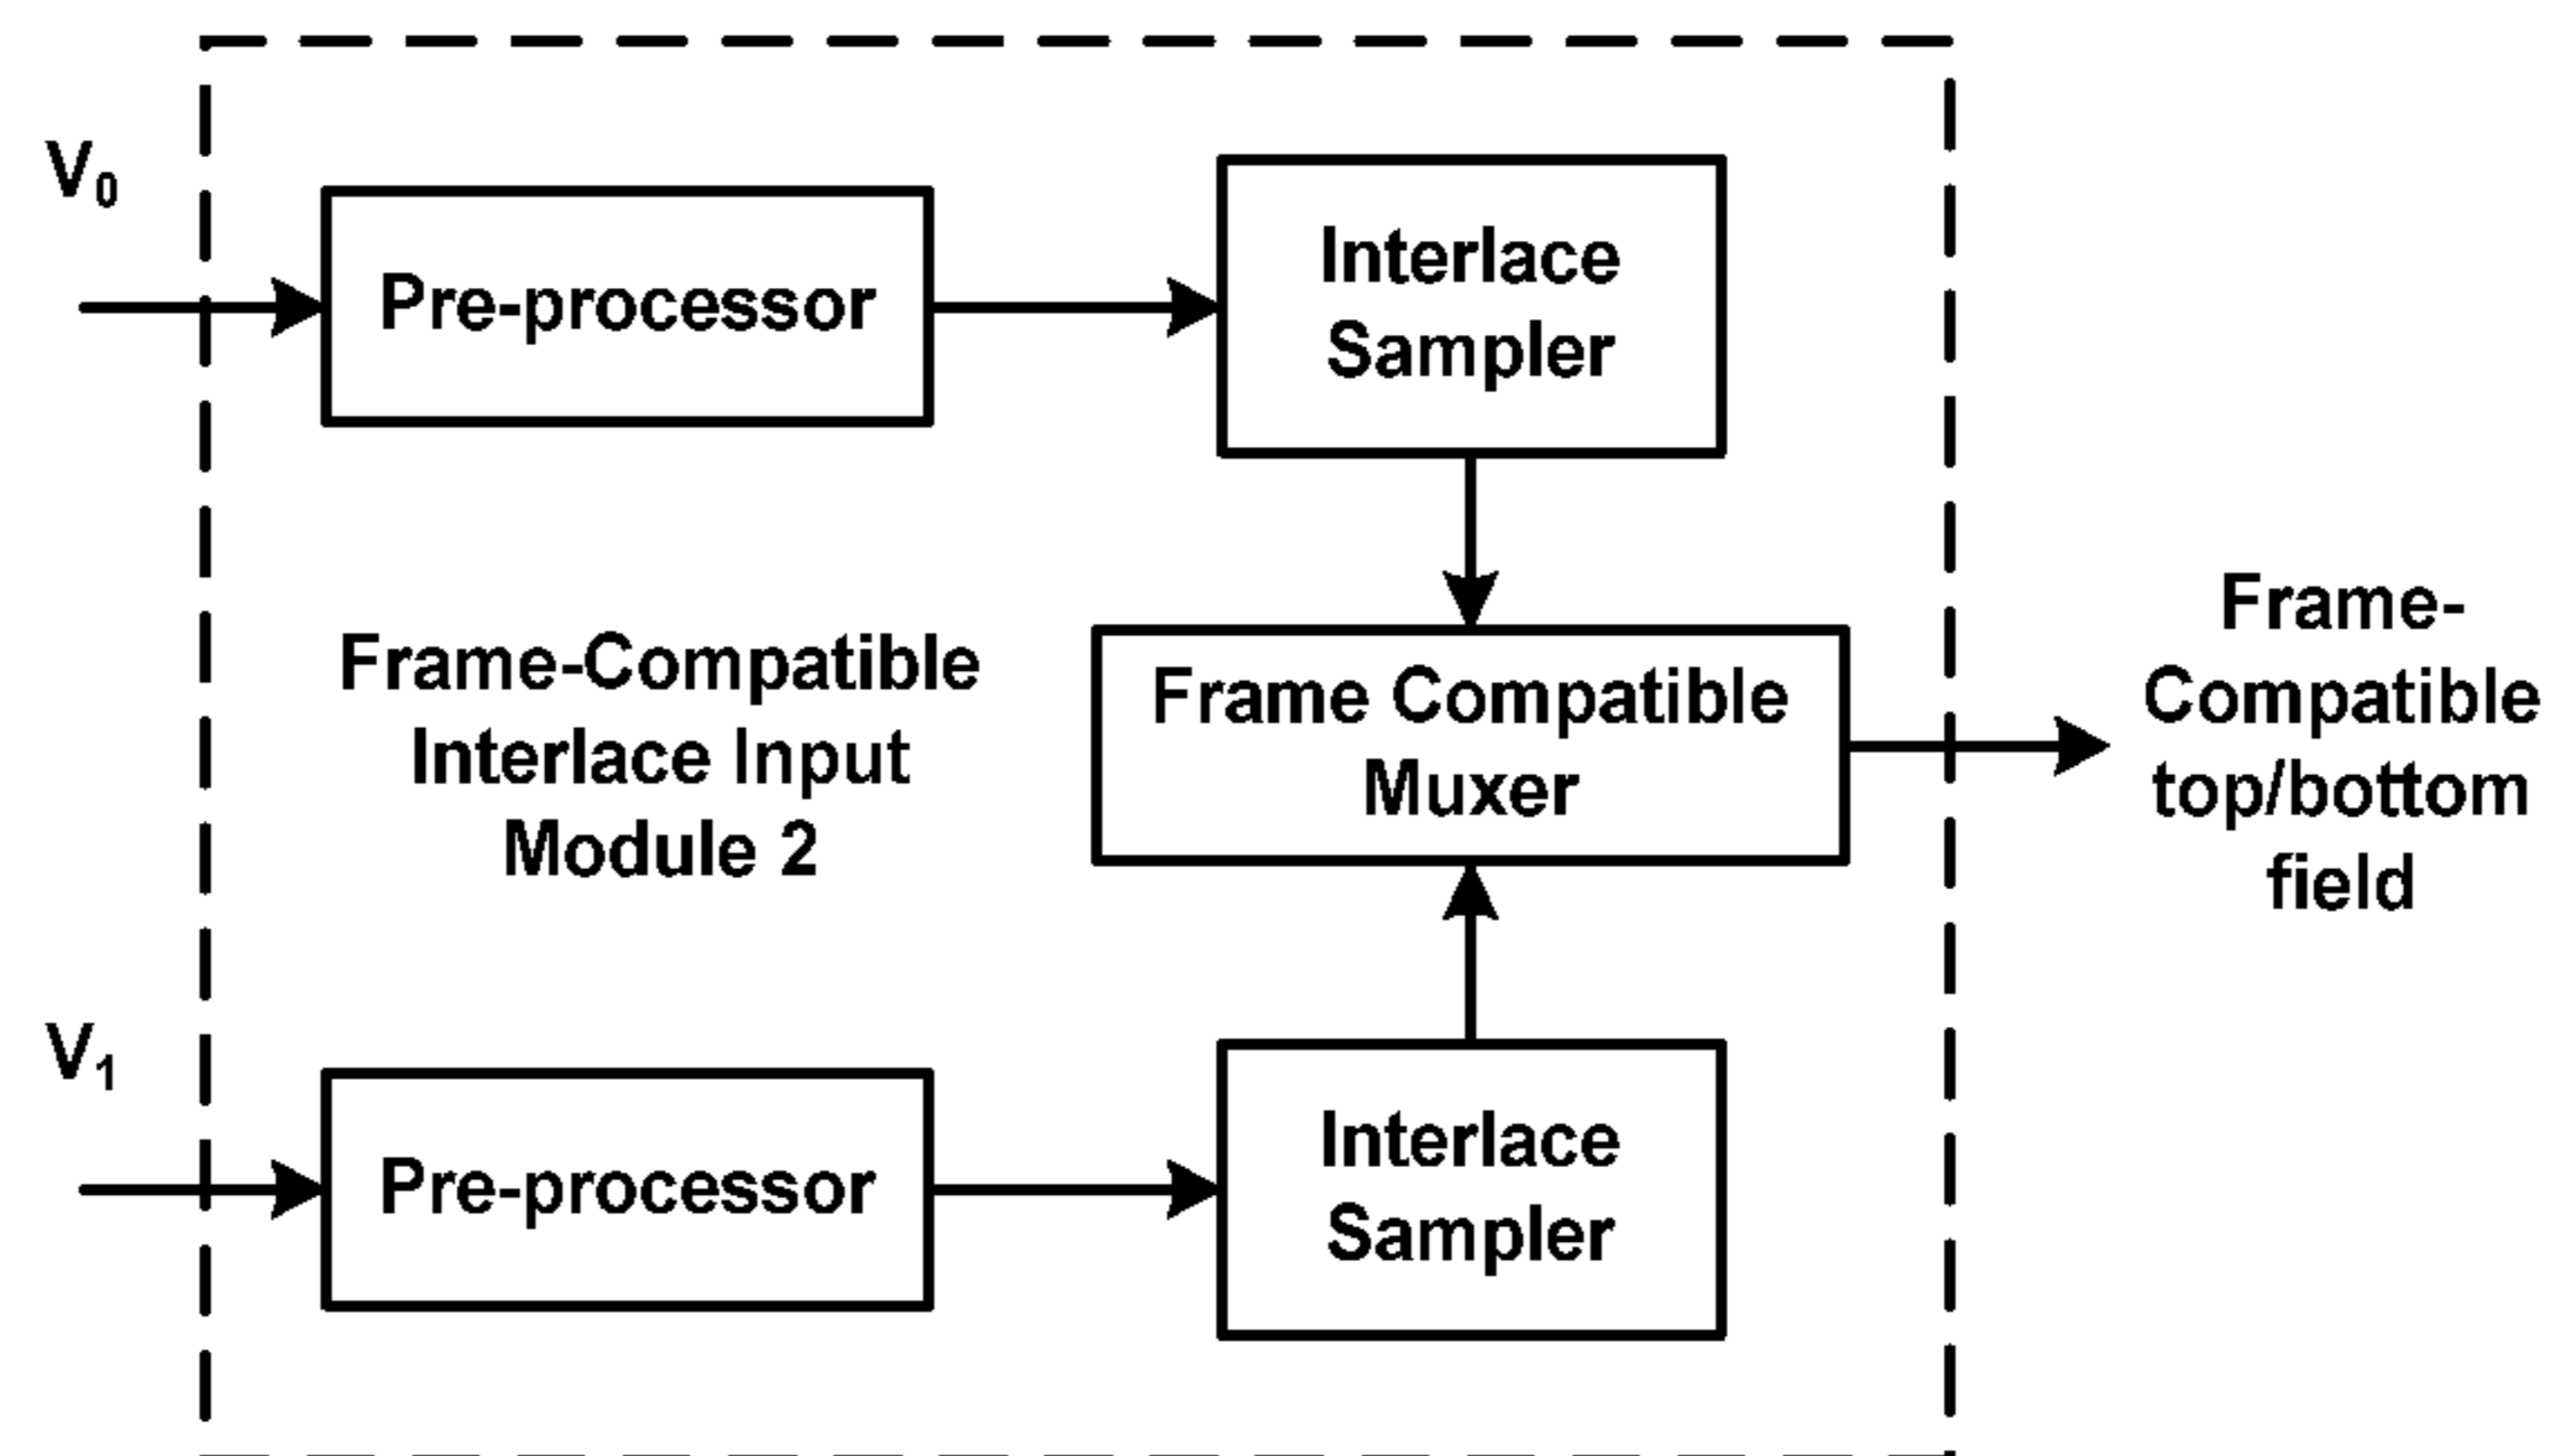 V0
Pre-processor
Interlace
Sampler
Frame-Compatible
Interlace Input
Module 2
Frame Compatible
Muxer
Frame-
Compatible
top/bottom
field
V1
Pre-processor
Interlace
Sampler